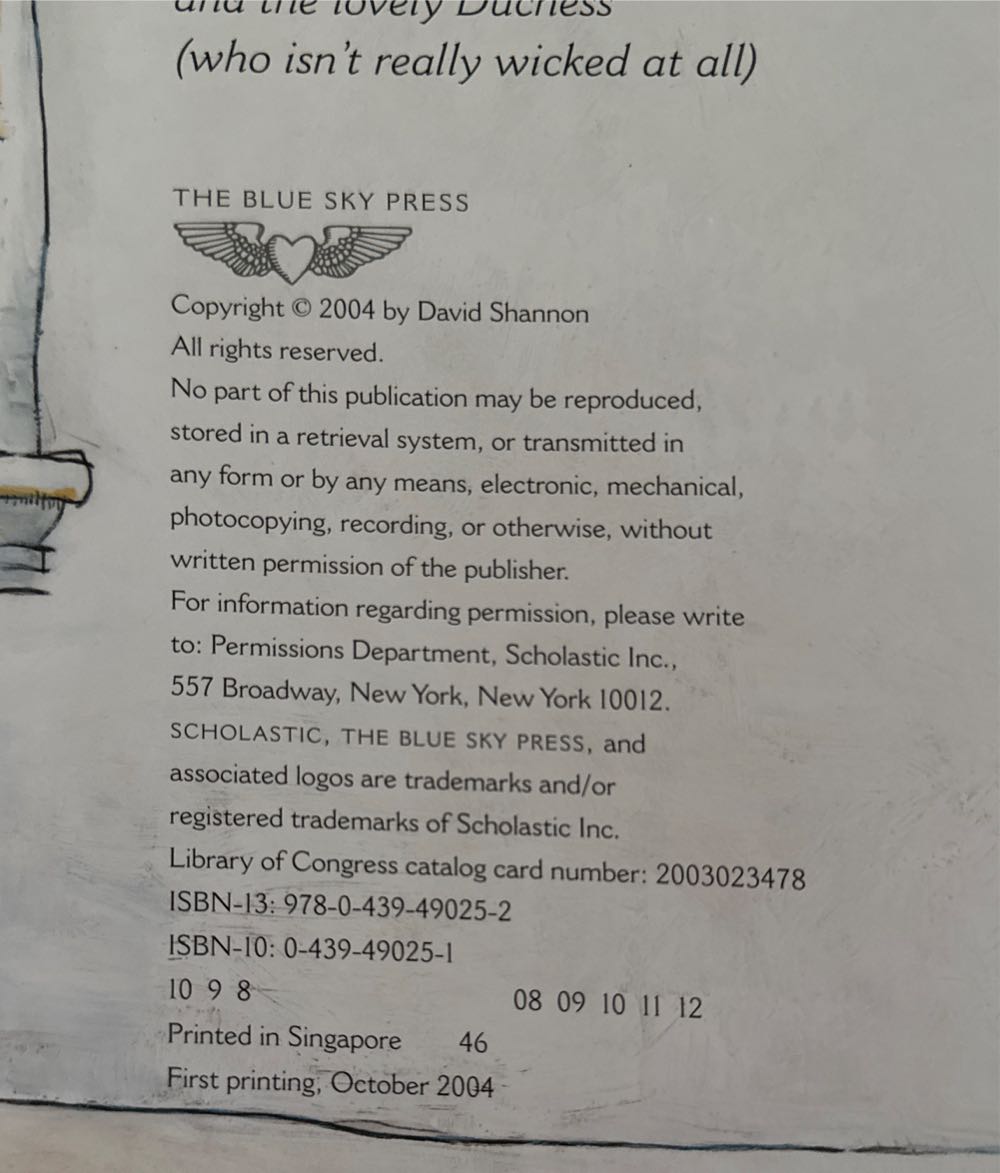 and the lovely Duchess
(who isn't really wicked at all)
THE BLUE SKY PRESS
Copyright © 2004 by David Shannon
All rights reserved.
No part of this publication may be reproduced,
stored in a retrieval system, or transmitted in
any form or by any means, electronic, mechanical,
photocopying, recording, or otherwise, without
written permission of the publisher.
For information regarding permission, please write
to: Permissions Department, Scholastic Inc.,
557 Broadway, New York, New York 10012.
SCHOLASTIC, THE BLUE SKY PRESS, and
associated logos are trademarks and/or
registered trademarks of Scholastic Inc.
Library of Congress catalog card number: 2003023478
ISBN-13: 978-0-439-49025-2
ISBN-10: 0-439-49025-1
10 9 8 08 09 10 11 12
Printed in Singapore 46
First printing, October 2004